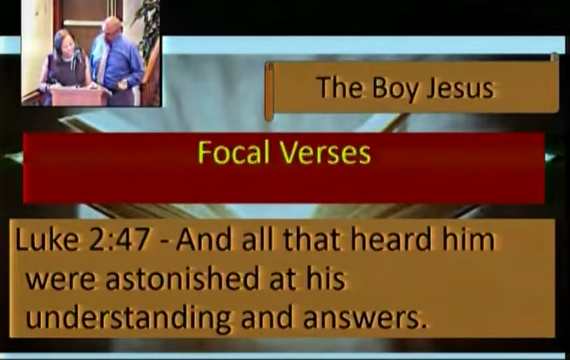 The Boy Jesus
Focal Verses
Luke 2:47 - And all that heard him
were astonished at his
understanding and answers.